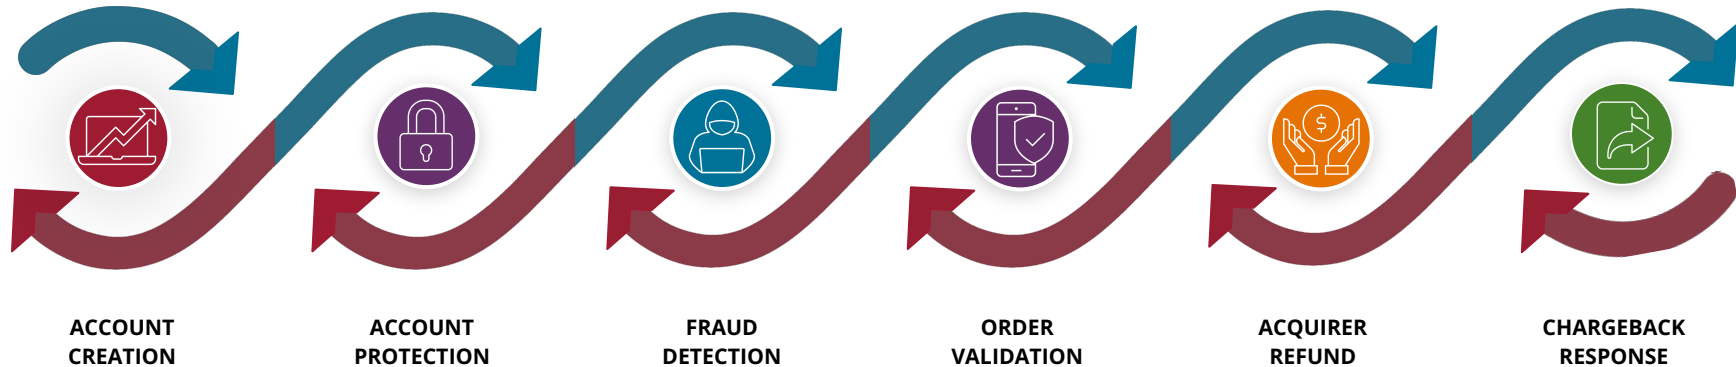 ACCOUNT
CREATION
ACCOUNT
PROTECTION
FRAUD
DETECTION
ORDER
VALIDATION
$
ACQUIRER
REFUND
CHARGEBACK
RESPONSE